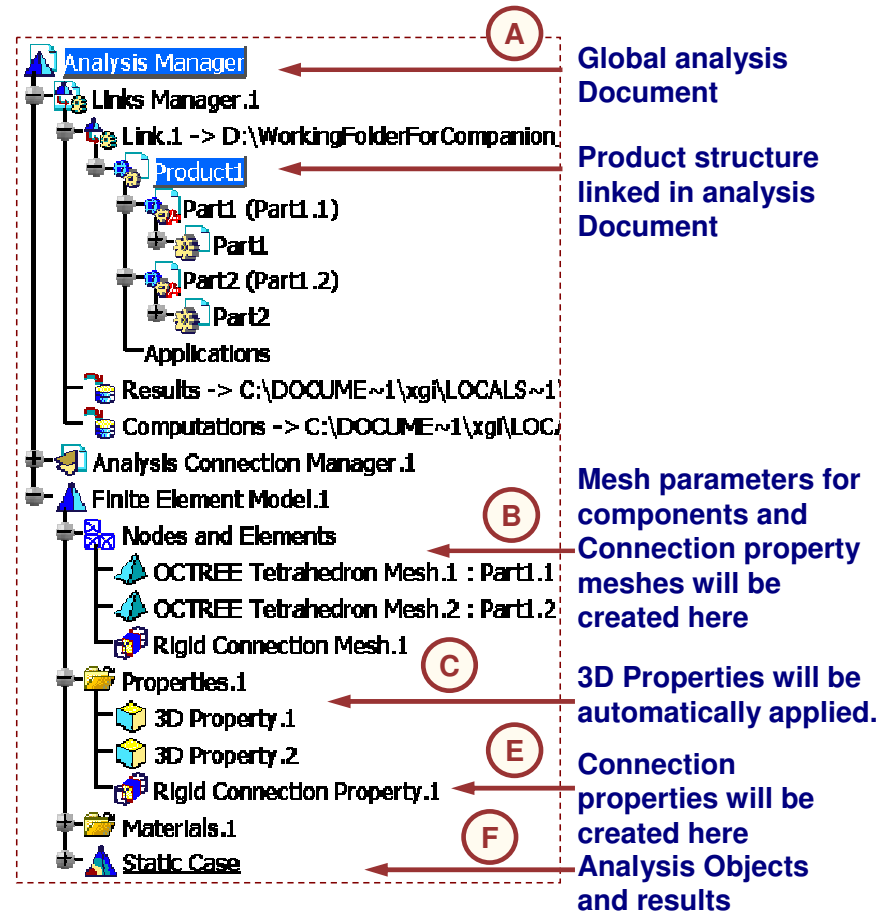 A
Analysis Manager
Global analysis
Document
Links Manager.1
Link.1 -> D:\WorkingFolderForCompanion_
Product1
Product structure
linked in analysis
Document
Part1 (Part1.1)
Part1
Part2 (Part1.2)
Part2
Applications
Results -> C:\DOCUME~1\xgi\LOCALS~1
Computations -> C:\DOCUME~1\xgi\LOCA
Analysis Connection Manager.1
Finite Element Model.1
B
Mesh parameters for
components and
Connection property
meshes will be
created here
Nodes and Elements
OCTREE Tetrahedron Mesh.1 : Part1.1
OCTREE Tetrahedron Mesh.2 : Part1.2
Rigid Connection Mesh.1
C
Properties.1
3D Properties will be
automatically applied.
3D Property.1
3D Property.2
E
Rigid Connection Property.1
Connection
properties will be
created here
Materials.1
F
Static Case
Analysis Objects
and results